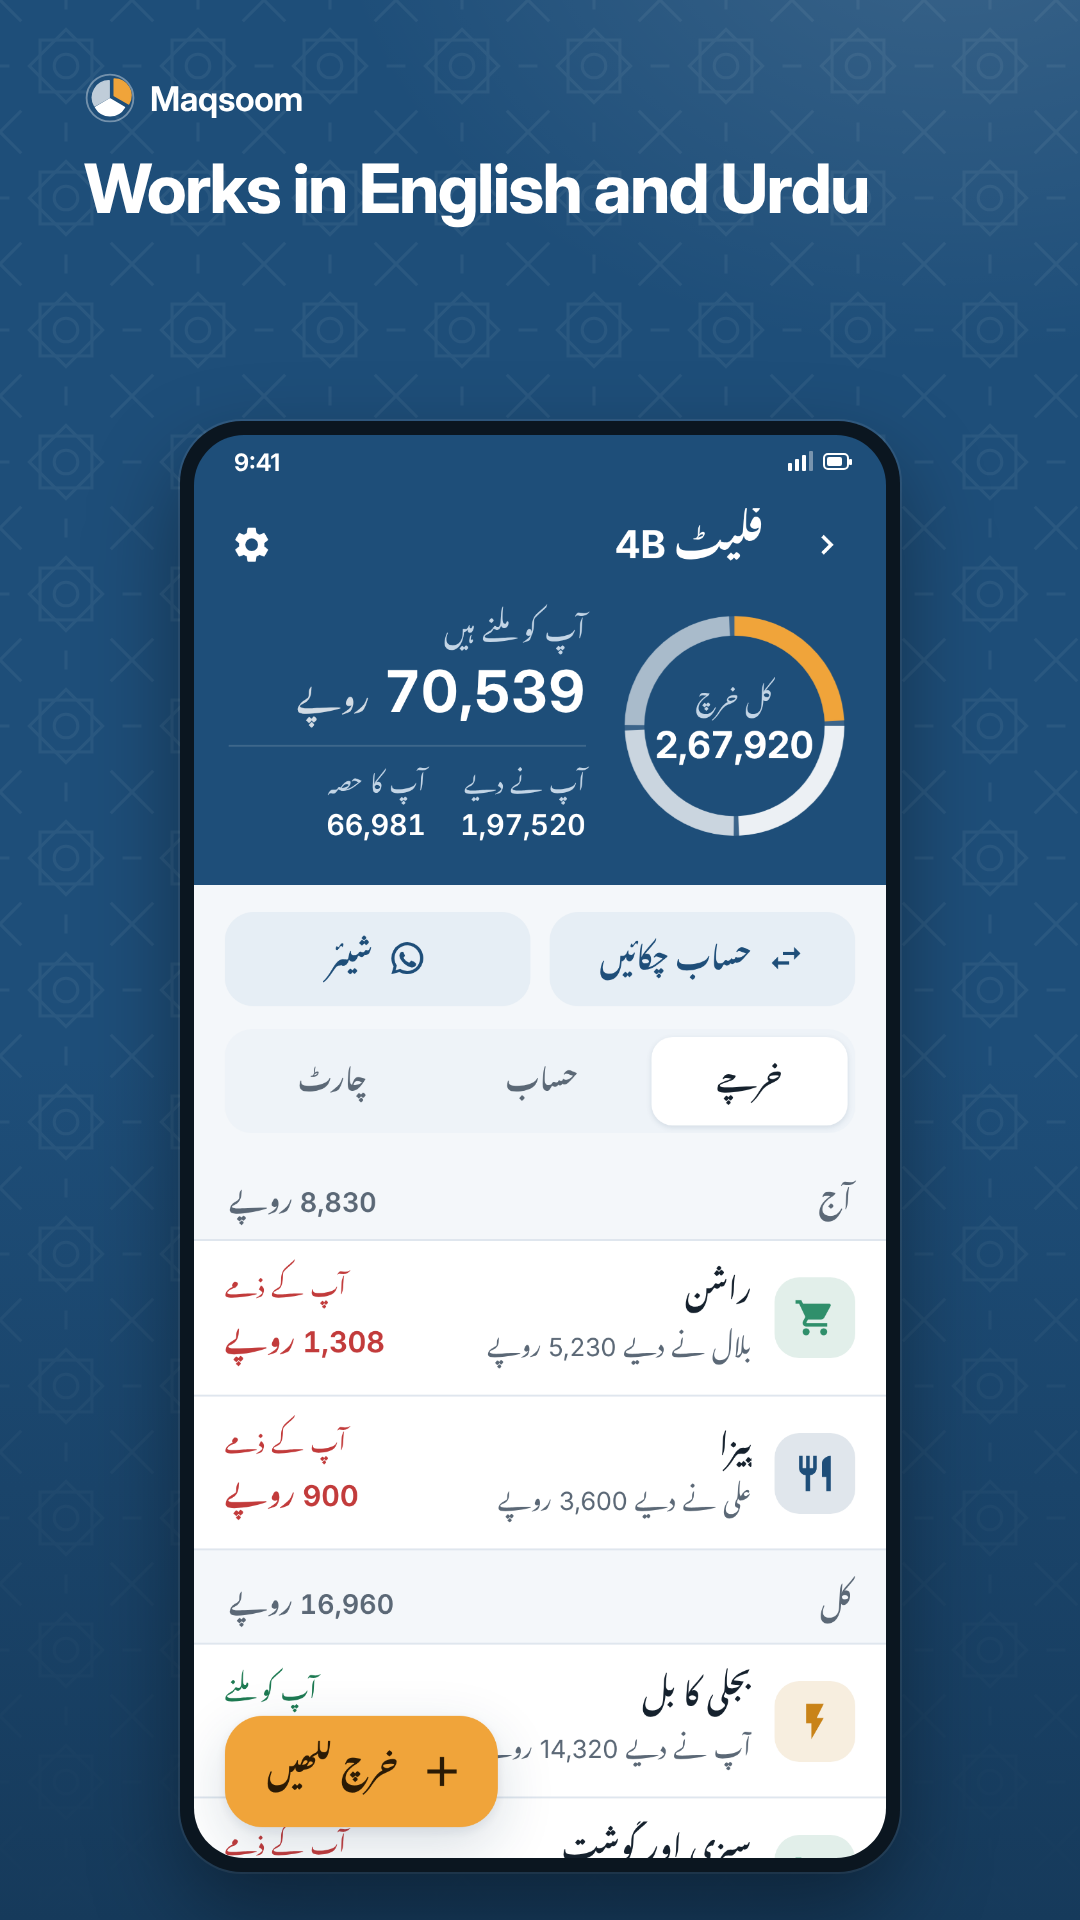 Maqsoom
Works in English and Urdu
9:41
فلیٹ 4B
آپ کو ملنے ہیں
70,539 روپے
کل خرچ
2,67,920
آپ نے دیے
1,97,520
آپ کا حصہ
66,981
حساب چکائیں
شیئر
خرچے
حساب
چارٹ
آج
8,830 روپے
راشن
بلال نے دیے 5,230 روپے
آپ کے ذمے
1,308 روپے
پیزا
علی نے دیے 3,600 روپے
آپ کے ذمے
900 روپے
کل
16,960 روپے
بجلی کا بل
آپ نے دیے 14,320
آپ کو ملنے
خرچ لکھیں
سبزی اور گوشت
آپ کے ذمے